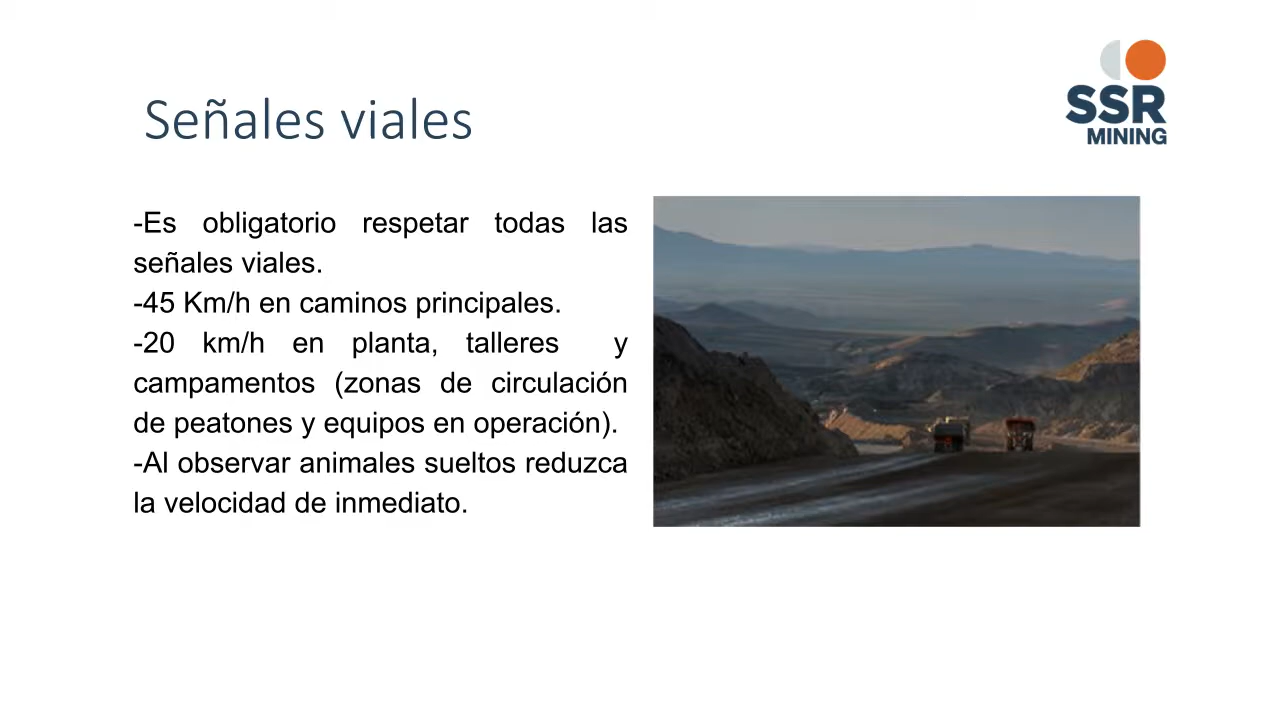 SSR
MINING
Señales viales
-Es obligatorio respetar todas las
señales viales.
-45 Km/h en caminos principales.
-20 km/h en planta, talleres y
campamentos (zonas de circulación
de peatones y equipos en operación).
-Al observar animales sueltos reduzca
la velocidad de inmediato.